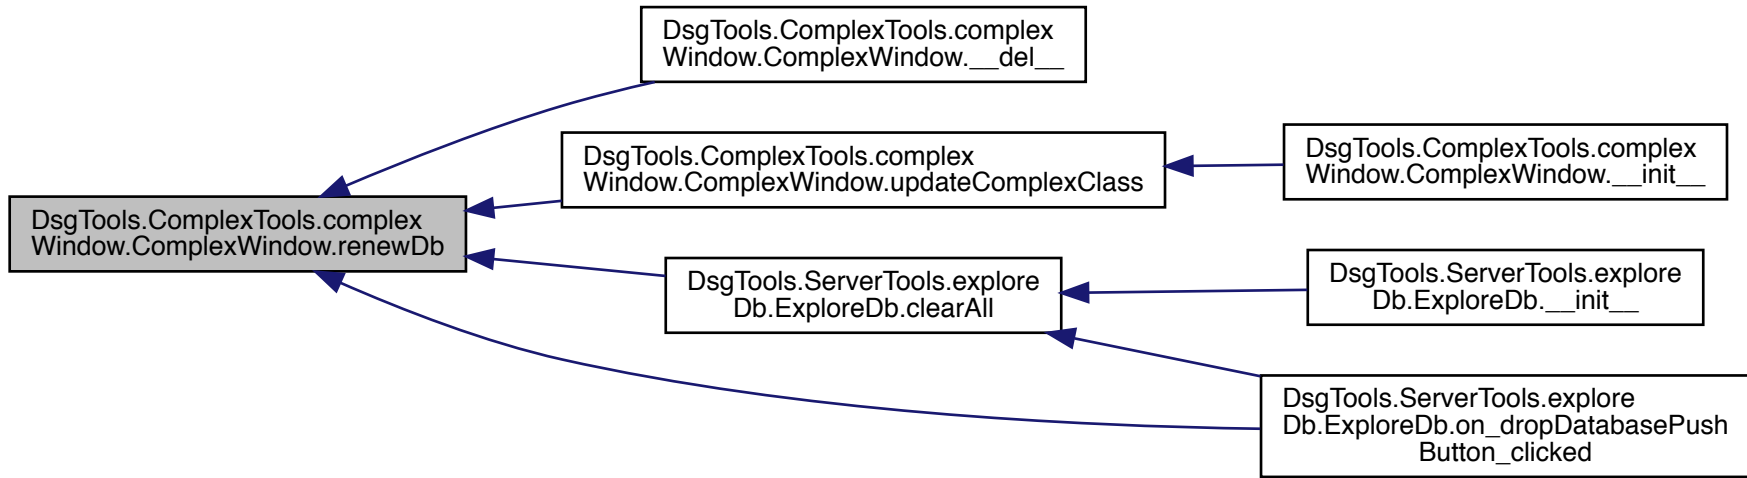 DsgTools.ComplexTools.complex
Window.ComplexWindow.__del__
DsgTools.ComplexTools.complex
Window.ComplexWindow.updateComplexClass
DsgTools.ComplexTools.complex
Window.ComplexWindow.__init__
DsgTools.ComplexTools.complex
Window.ComplexWindow.renewDb
DsgTools.ServerTools.explore
Db.ExploreDb.clearAll
DsgTools.ServerTools.explore
Db.ExploreDb.__init__
DsgTools.ServerTools.explore
Db.ExploreDb.on_dropDatabasePush
Button_clicked